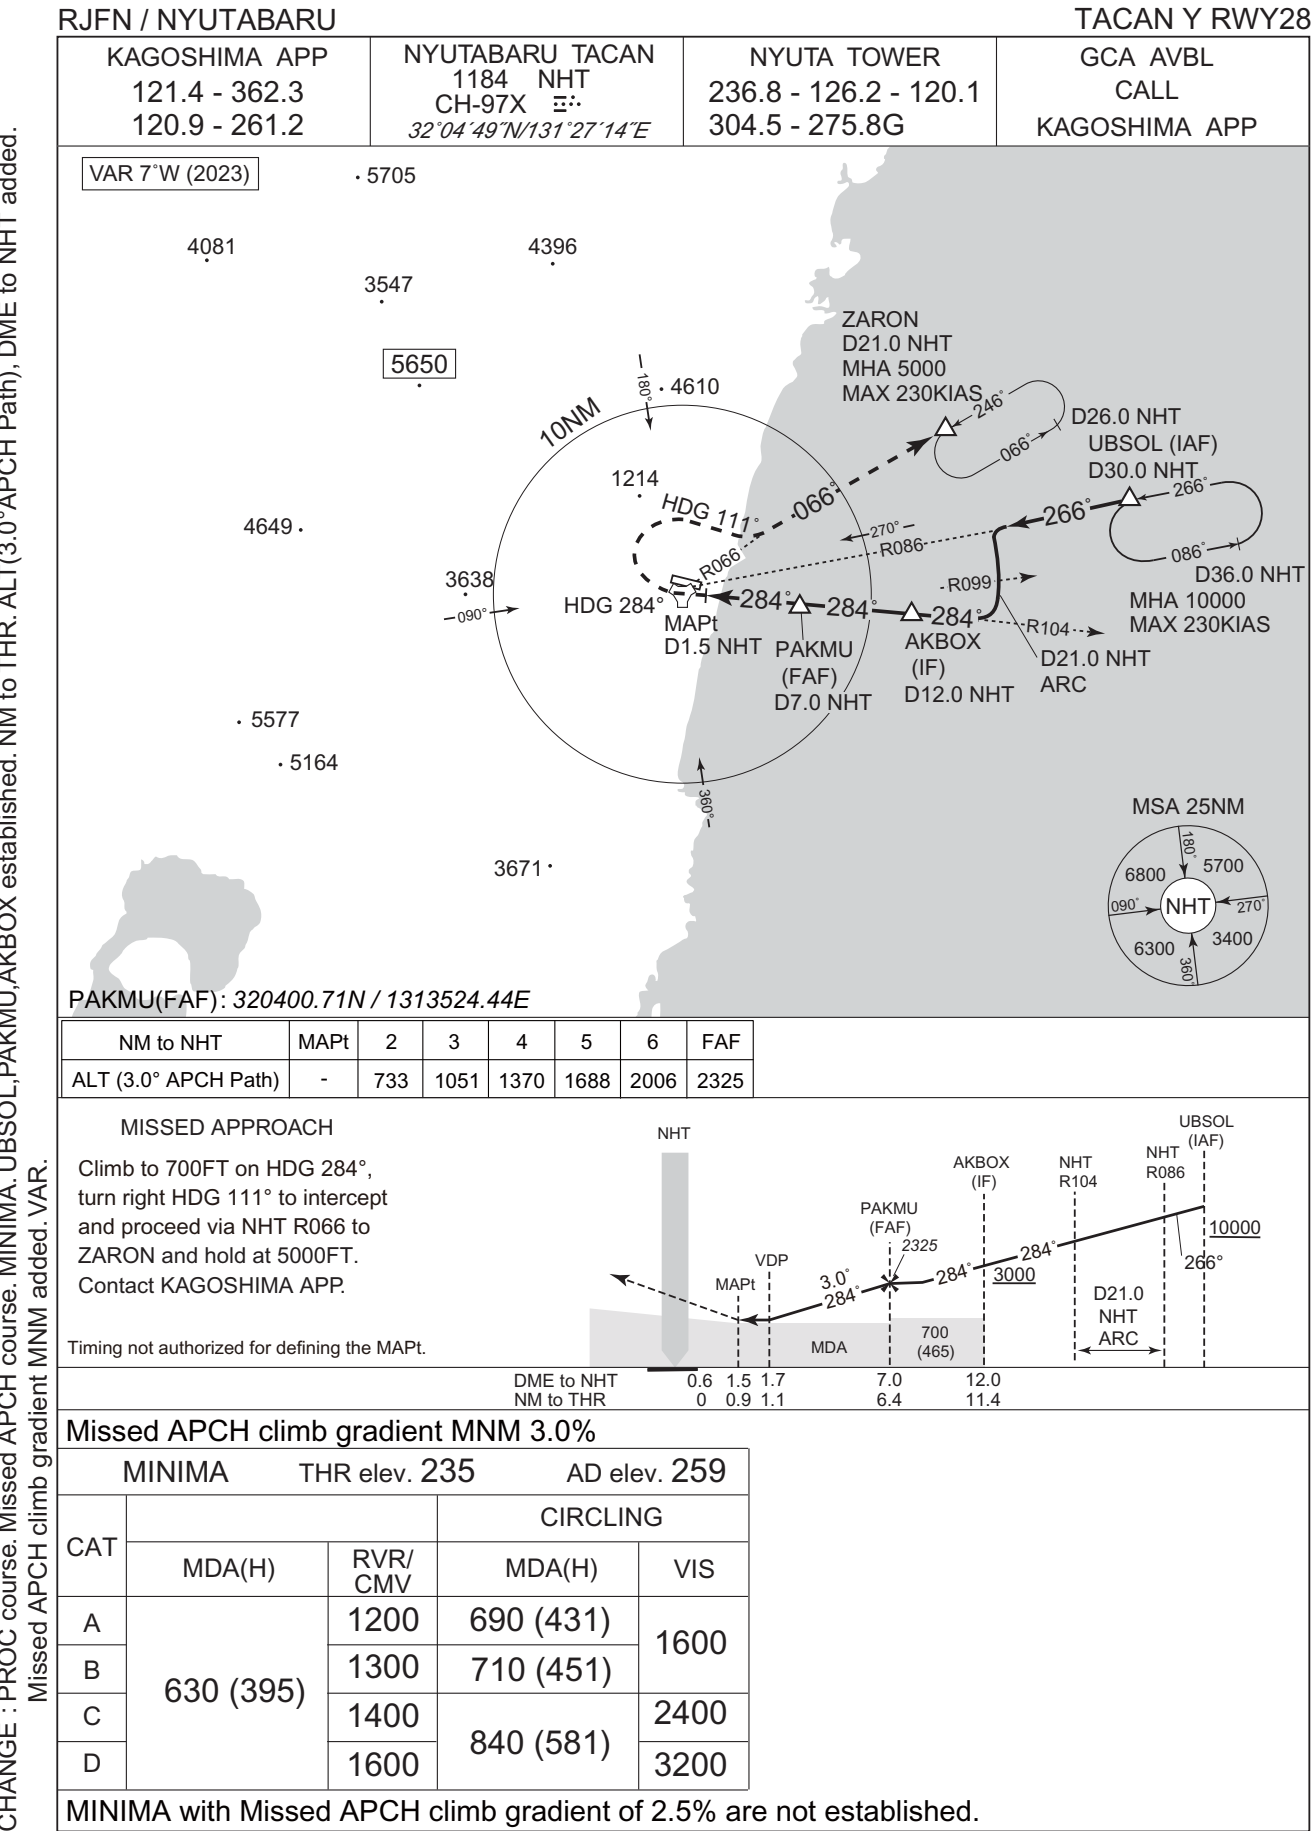 RJFN / NYUTABARU
TACAN Y RWY28
KAGOSHIMA APP
121.4 - 362.3
120.9 - 261.2
NYUTABARU TACAN
1184 NHT
CH-97X
32°04´49˝N/131°27´14˝E
NYUTA TOWER
236.8 - 126.2 - 120.1
304.5 - 275.8G
GCA AVBL
CALL
KAGOSHIMA APP
VAR 7°W (2023)
5705
4081
4396
3547
5650
180°
4610
10NM
ZARON
D21.0 NHT
MHA 5000
MAX 230KIAS
246°
066°
D26.0 NHT
UBSOL (IAF)
D30.0 NHT
266°
266°
086°
D36.0 NHT
MHA 10000
MAX 230KIAS
1214
HDG 111°
066°
4649
270°
R086
R066
3638
090°
HDG 284°
R099
284°
284°
284°
R104
MAPt
D1.5 NHT
PAKMU
(FAF)
D7.0 NHT
AKBOX
(IF)
D12.0 NHT
D21.0 NHT
ARC
5577
5164
360°
3671
MSA 25NM
180°
6800
5700
090°
NHT
270°
6300
3400
360°
PAKMU(FAF): 320400.71N / 1313524.44E
NM to NHT MAPt 2 3 4 5 6 FAF
ALT (3.0° APCH Path) - 733 1051 1370 1688 2006 2325
MISSED APPROACH
Climb to 700FT on HDG 284°,
turn right HDG 111° to intercept
and proceed via NHT R066 to
ZARON and hold at 5000FT.
Contact KAGOSHIMA APP.
Timing not authorized for defining the MAPt.
NHT
MAPt
VDP
3.0°
284°
PAKMU
(FAF)
2325
284°
AKBOX
(IF)
3000
284°
NHT
R104
NHT
R086
UBSOL
(IAF)
10000
266°
D21.0
NHT
ARC
MDA
700
(465)
DME to NHT 0.6 1.5 1.7 7.0 12.0
NM to THR 0 0.9 1.1 6.4 11.4
Missed APCH climb gradient MNM 3.0%
MINIMA THR elev. 235 AD elev. 259
CAT
CIRCLING
MDA(H)
RVR/
CMV
MDA(H)
VIS
A 1200 690 (431)
1600
B 1300 710 (451)
630 (395)
C 1400 2400
840 (581)
D 1600 3200
MINIMA with Missed APCH climb gradient of 2.5% are not established.
CHANGE : PROC course. Missed APCH course. MINIMA. UBSOL,PAKMU,AKBOX established. NM to THR. ALT(3.0°APCH Path), DME to NHT added.
Missed APCH climb gradient MNM added. VAR.